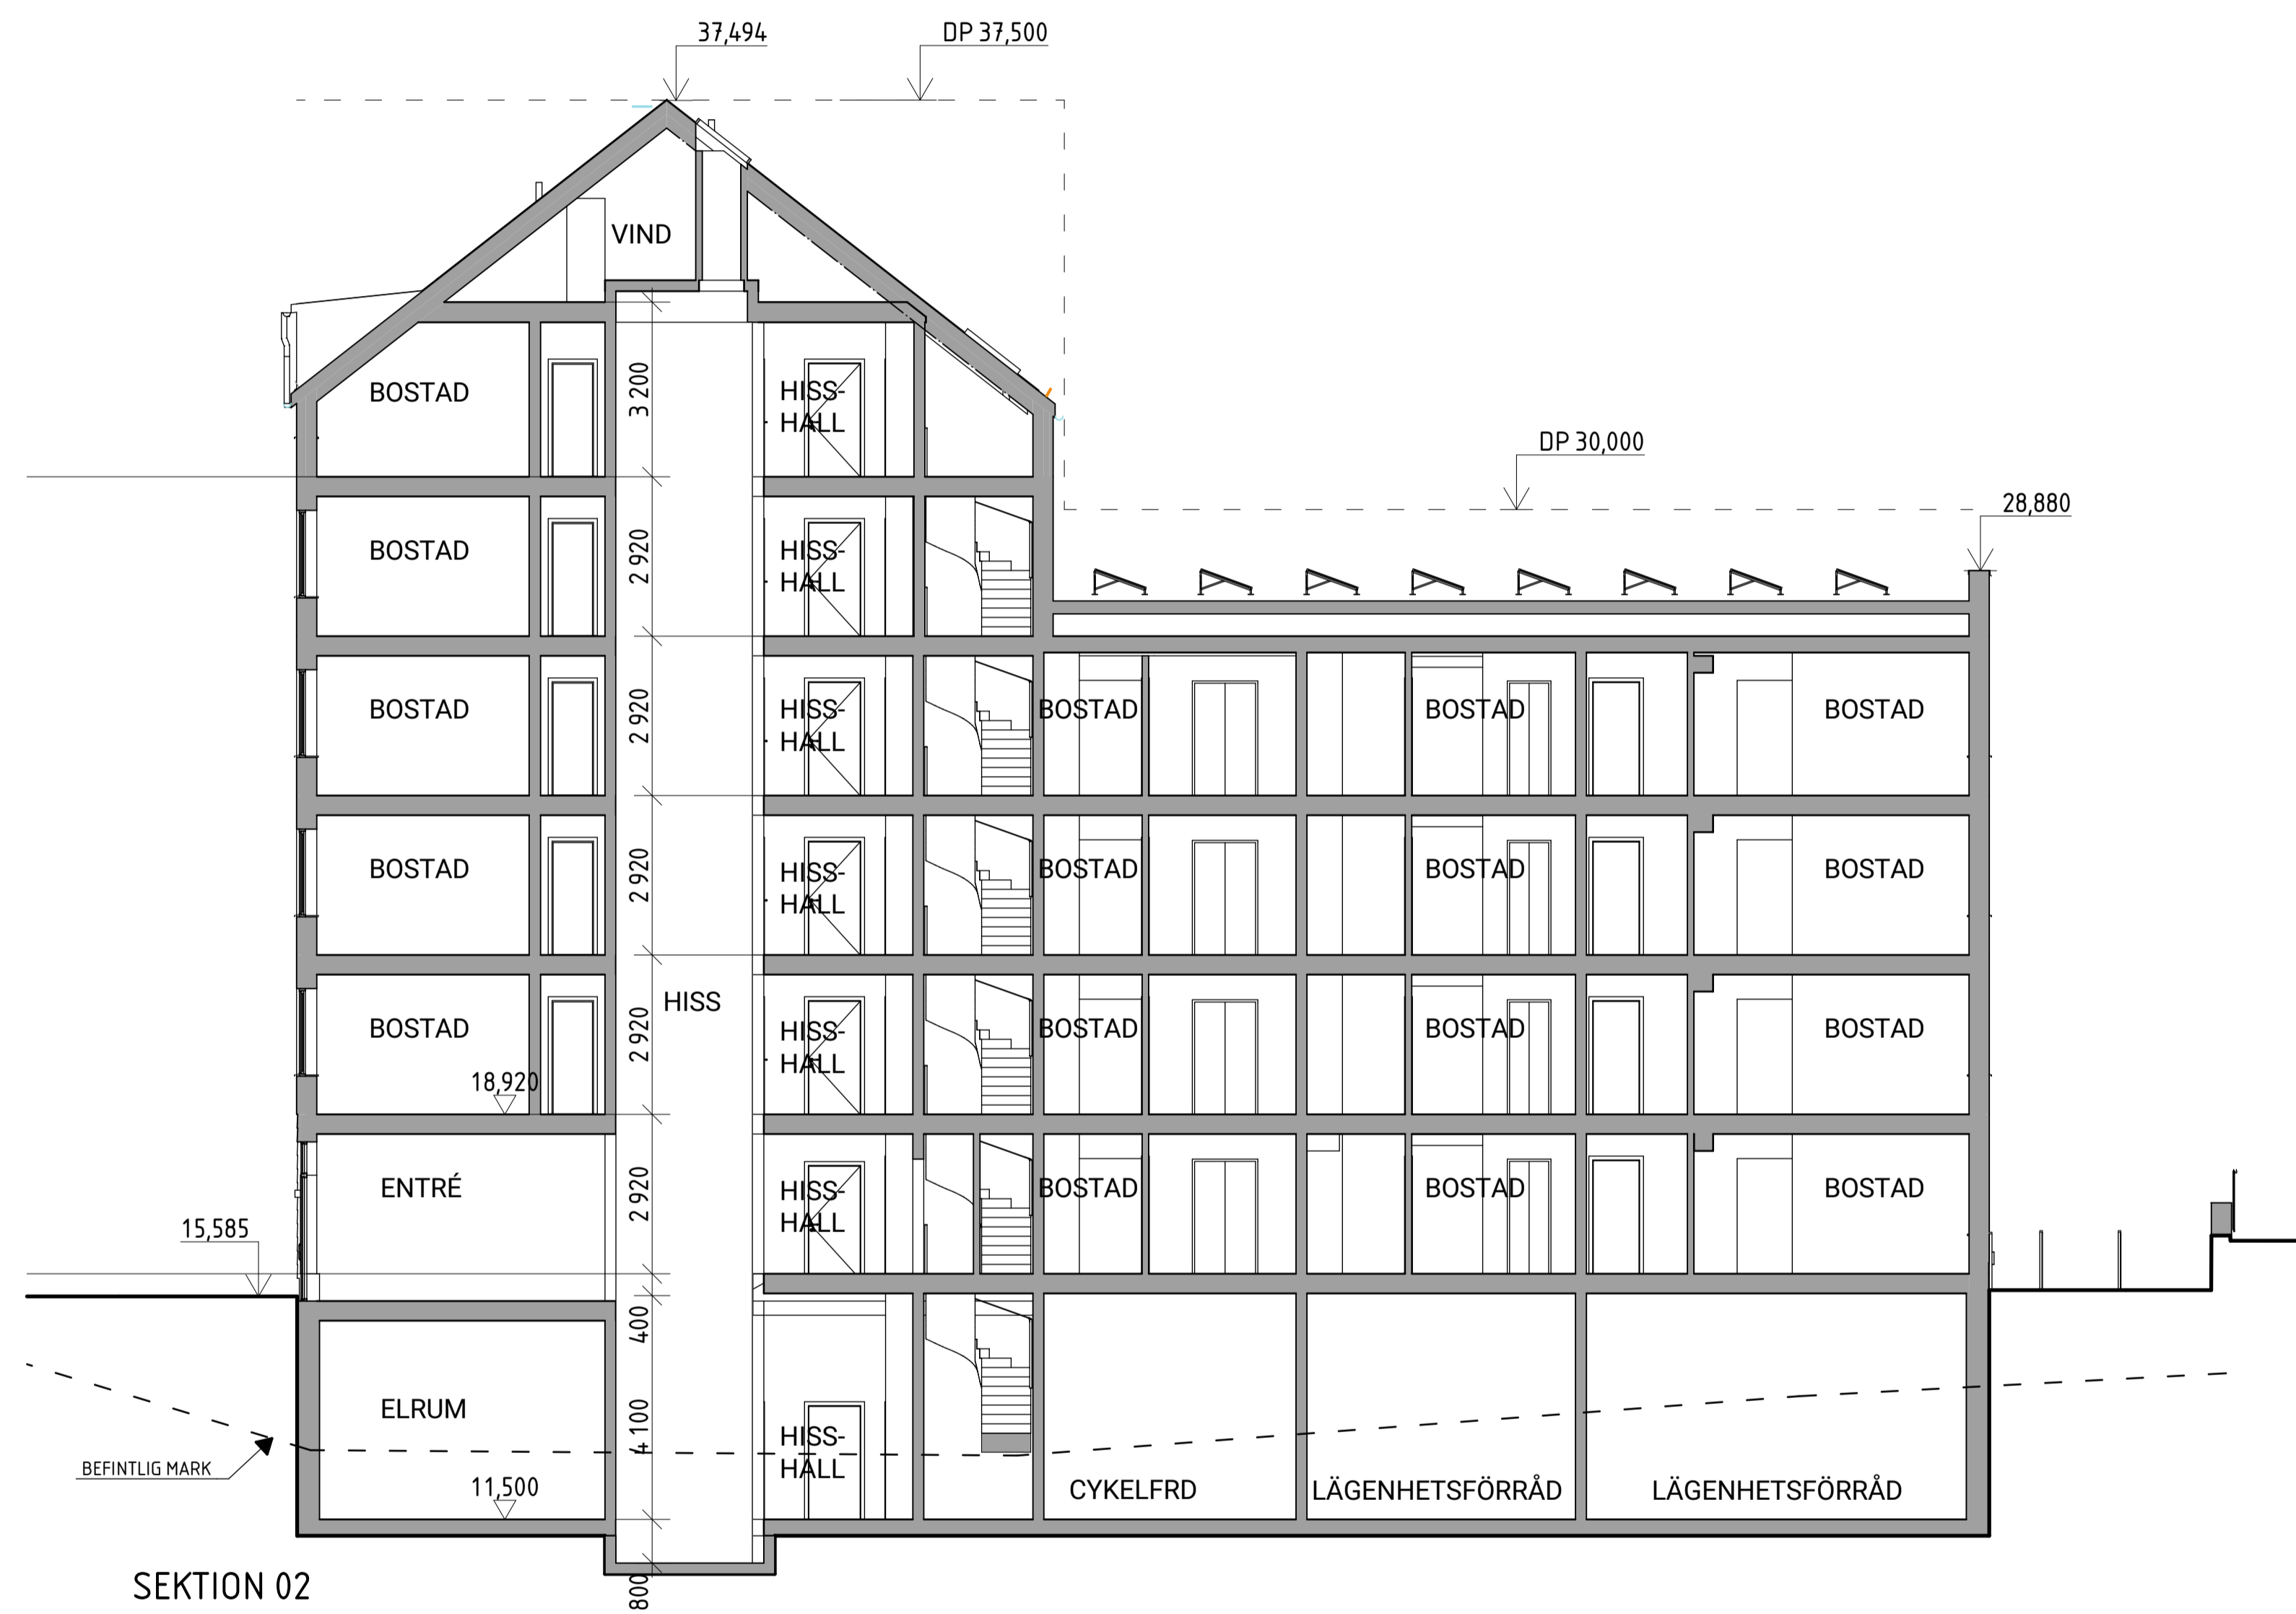 37,494
DP 37,500
VIND
BOSTAD
3 200
HISS-
HALL
DP 30,000
28,880
BOSTAD
2 920
HISS-
HALL
BOSTAD
2 920
HISS-
HALL
BOSTAD
BOSTAD
BOSTAD
BOSTAD
2 920
HISS-
HALL
BOSTAD
BOSTAD
BOSTAD
HISS
BOSTAD
2 920
HISS-
HALL
BOSTAD
BOSTAD
BOSTAD
18,920
ENTRÉ
2 920
HISS-
HALL
BOSTAD
BOSTAD
BOSTAD
15,585
400
ELRUM
4 100
HISS-
HALL
BEFINTLIG MARK
11,500
CYKELFRD
LÄGENHETSFÖRRÅD
LÄGENHETSFÖRRÅD
800
SEKTION 02